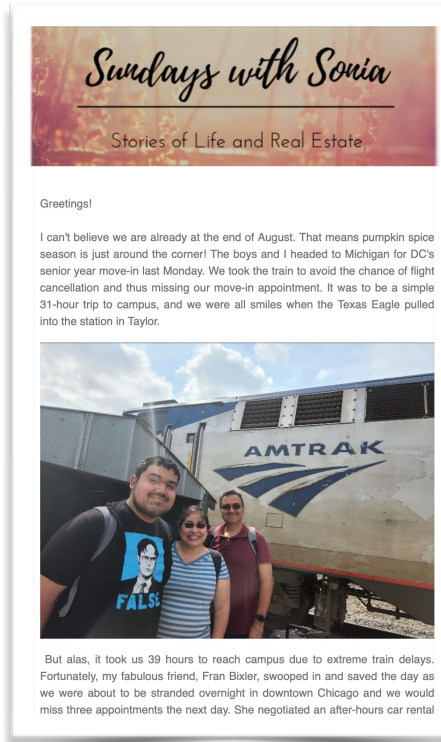 Sundays with Sonia
Stories of Life and Real Estate
Greetings!
I can't believe we are already at the end of August. That means pumpkin spice
season is just around the corner! The boys and I headed to Michigan for DC's
senior year move-in last Monday. We took the train to avoid the chance of flight
cancellation and thus missing our move-in appointment. It was to be a simple
31-hour trip to campus, and we were all smiles when the Texas Eagle pulled
into the station in Taylor.
AMTRAK
FALSE
But alas, it took us 39 hours to reach campus due to extreme train delays.
Fortunately, my fabulous friend, Fran Bixler, swooped in and saved the day as
we were about to be stranded overnight in downtown Chicago and we would
miss three appointments the next day. She negotiated an after-hours car rental